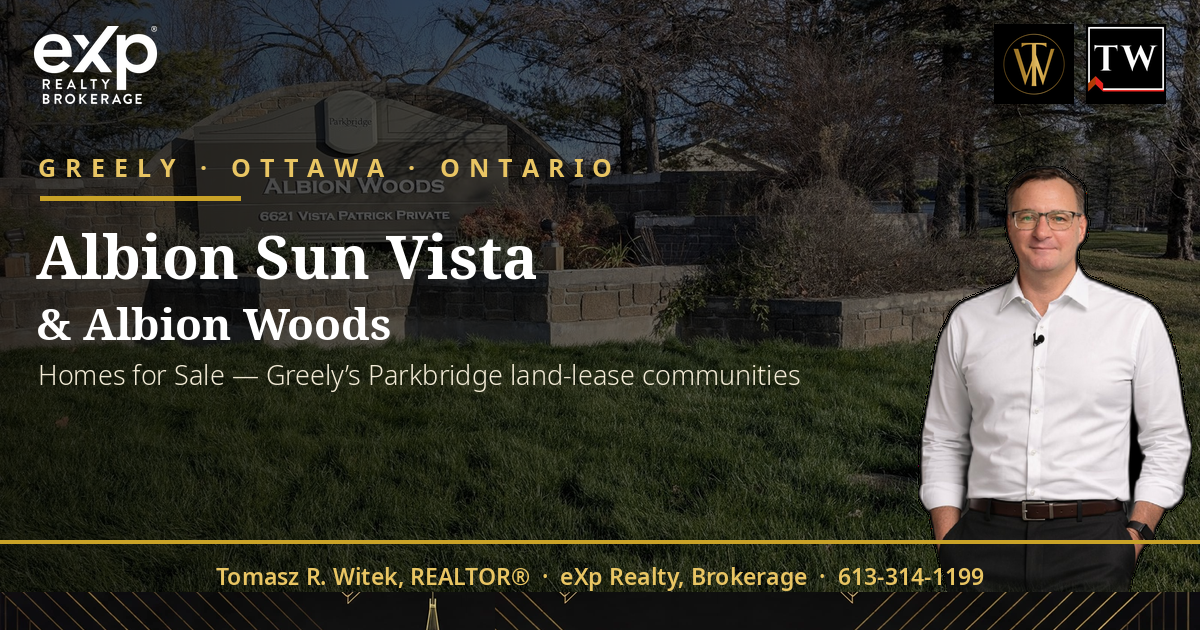 eXp®
REALTY
BROKERAGE
TW
TW
Parkbridge
GREELY · OTTAWA · ONTARIO
ALBION WOODS
6621 VISTA PATRICK PRIVATE
Albion Sun Vista
& Albion Woods
Homes for Sale — Greely’s Parkbridge land-lease communities
Tomasz R. Witek, REALTOR® · eXp Realty, Brokerage · 613-314-1199